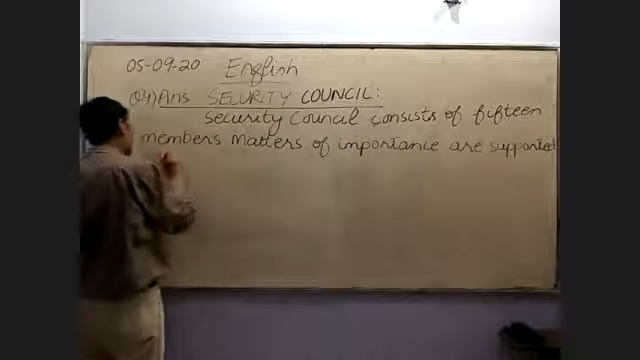 05-09-20 English
Q4) Ans SECURITY COUNCIL:
Security Council consists of fifteen
members Matters of importance are supported